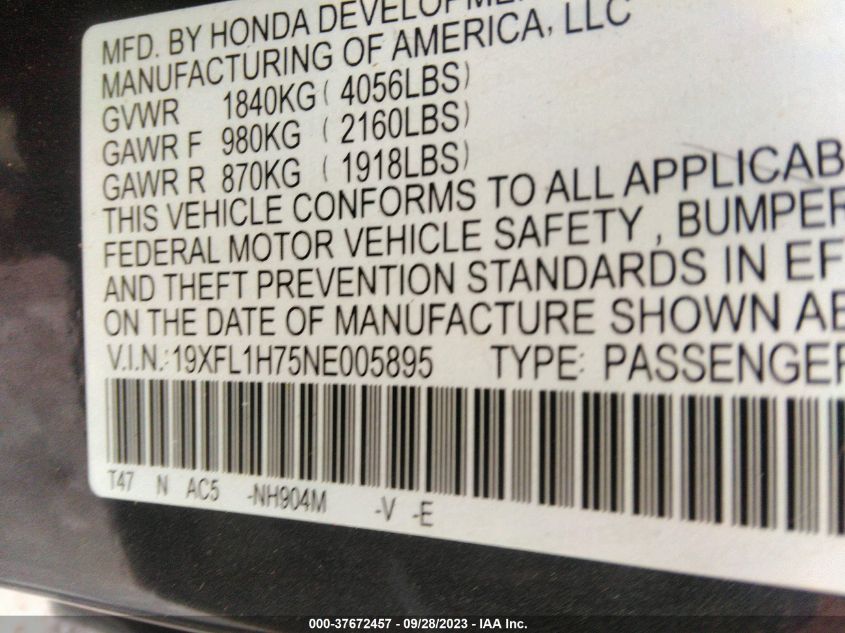 MFD. BY HONDA DEVELOPMEN
MANUFACTURING OF AMERICA, LLC
GVWR 1840KG ( 4056LBS)
GAWR F 980KG ( 2160LBS)
GAWR R 870KG ( 1918LBS)
THIS VEHICLE CONFORMS TO ALL APPLICAB
FEDERAL MOTOR VEHICLE SAFETY , BUMPER
AND THEFT PREVENTION STANDARDS IN EF
ON THE DATE OF MANUFACTURE SHOWN AB
V.I.N.:19XFL1H75NE005895 TYPE: PASSENGER
T47 N AC5 -NH904M -V -E
000-37672457 - 09/28/2023 - IAA Inc.